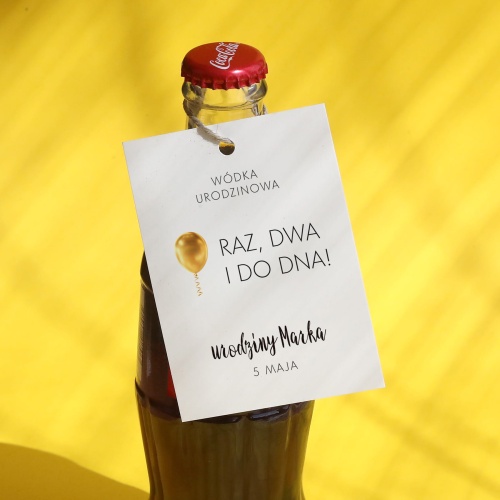 Coca-Cola
WÓDKA
URODZINOWA
RAZ, DWA
I DO DNA!
urodziny Marka
5 MAJA